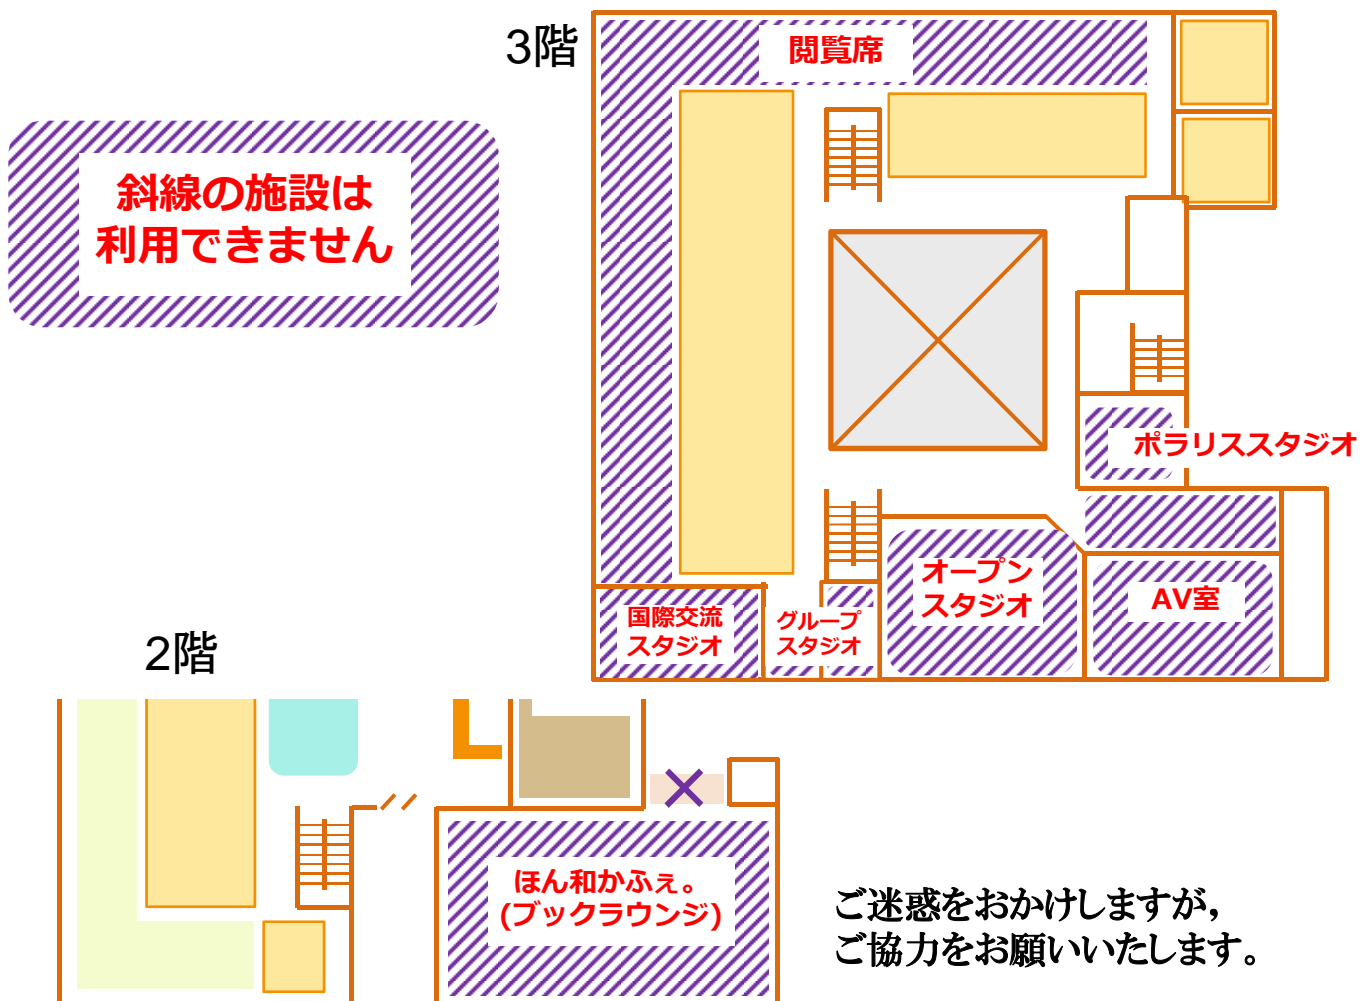 3階
閲覧席
斜線の施設は
利用できません
ポラリススタジオ
オープン
スタジオ
AV室
国際交流
スタジオ
グループ
スタジオ
2階
ほん和かふぇ。
(ブックラウンジ)
ご迷惑をおかけしますが，
ご協力をお願いいたします。